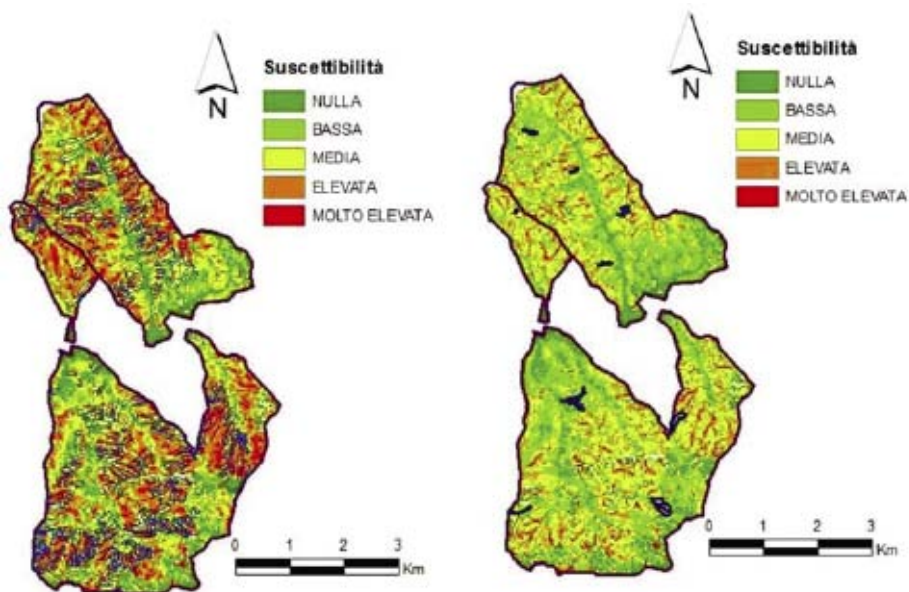 Suscettibilità
N
NULLA
BASSA
MEDIA
ELEVATA
MOLTO ELEVATA
0 1 2 3
Km
Suscettibilità
N
NULLA
BASSA
MEDIA
ELEVATA
MOLTO ELEVATA
0 1 2 3
Km